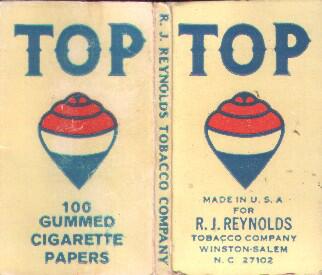 TOP
100
GUMMED
CIGARETTE
PAPERS
R. J. REYNOLDS TOBACCO COMPANY
TOP
MADE IN U.S.A
FOR
R.J.REYNOLDS
TOBACCO COMPANY
WINSTON-SALEM
N.C 27102